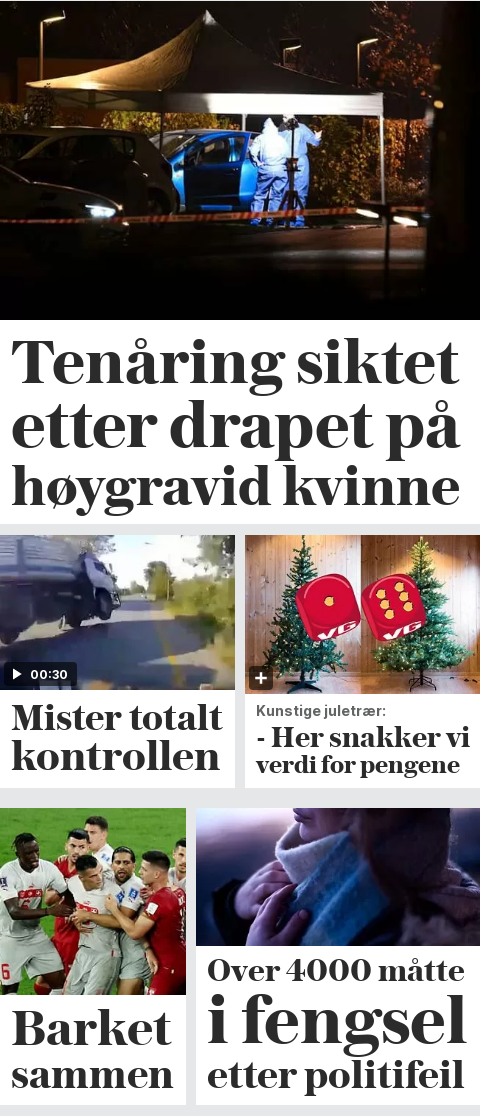 Tenåring siktet
etter drapet på
høygravid kvinne
00:30
VG
VG
Mister totalt
kontrollen
Kunstige juletrær:
- Her snakker vi
verdi for pengene
6
Barket
sammen
Over 4000 måtte
i fengsel
etter politifeil